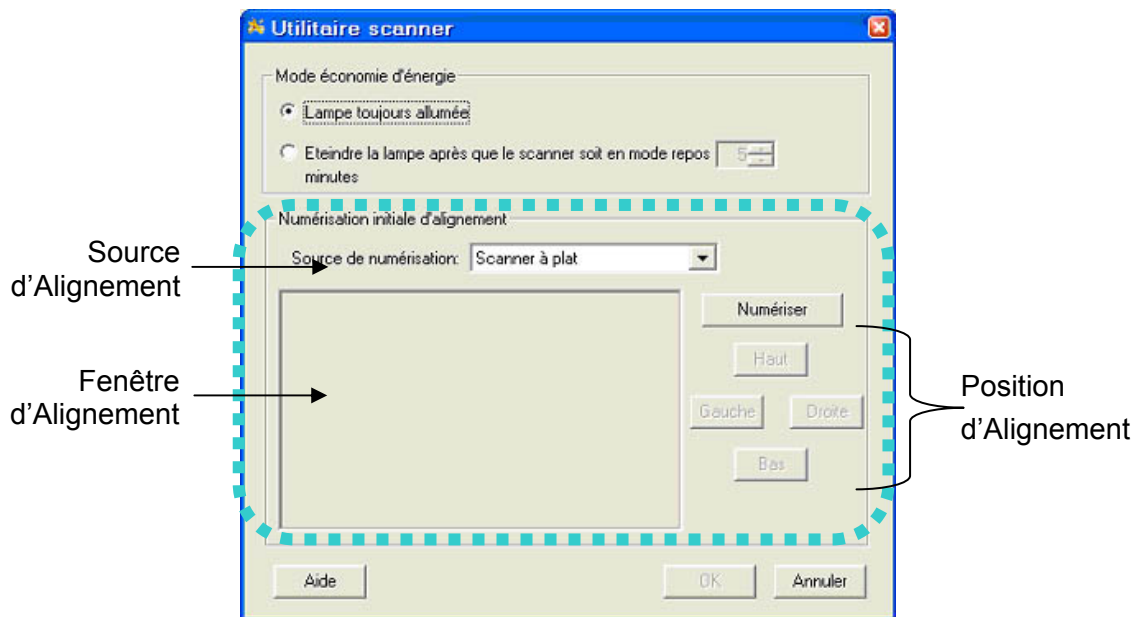 Utilitaire scanner
Mode économie d'énergie
Lampe toujours allumée
Eteindre la lampe après que le scanner soit en mode repos 5
minutes
Numérisation initiale d'alignement
Source
d'Alignement
Source de numérisation: Scanner à plat
Numériser
Haut
Fenêtre
d'Alignement
Gauche Droite
Position
d'Alignement
Bas
Aide OK Annuler